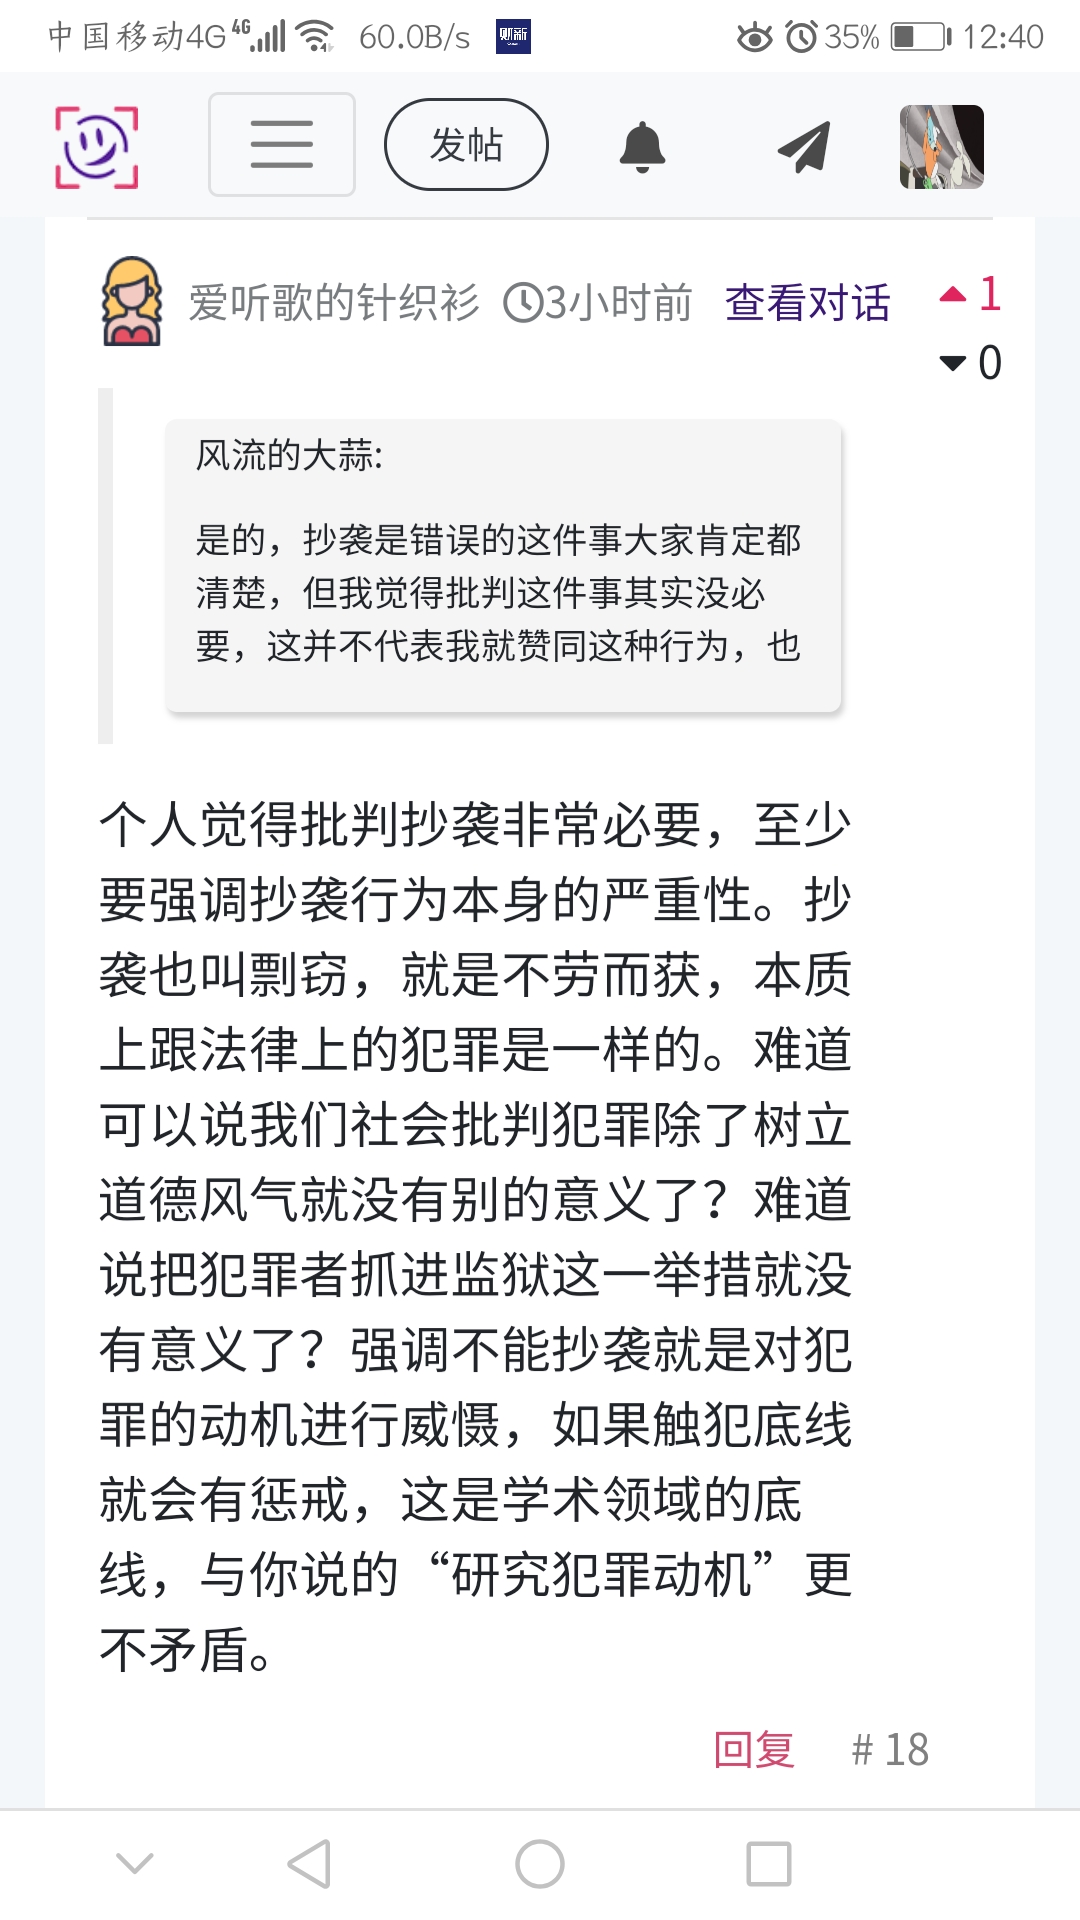 中国移动4G 4G 60.0B/s 财新 35% 12:40
发帖
爱听歌的针织衫 3小时前 查看对话 1
0
风流的大蒜:
是的，抄袭是错误的这件事大家肯定都
清楚，但我觉得批判这件事其实没必
要，这并不代表我就赞同这种行为，也
个人觉得批判抄袭非常必要，至少
要强调抄袭行为本身的严重性。抄
袭也叫剽窃，就是不劳而获，本质
上跟法律上的犯罪是一样的。难道
可以说我们社会批判犯罪除了树立
道德风气就没有别的意义了？难道
说把犯罪者抓进监狱这一举措就没
有意义了？强调不能抄袭就是对犯
罪的动机进行威慑，如果触犯底线
就会有惩戒，这是学术领域的底
线，与你说的“研究犯罪动机”更
不矛盾。
回复 # 18